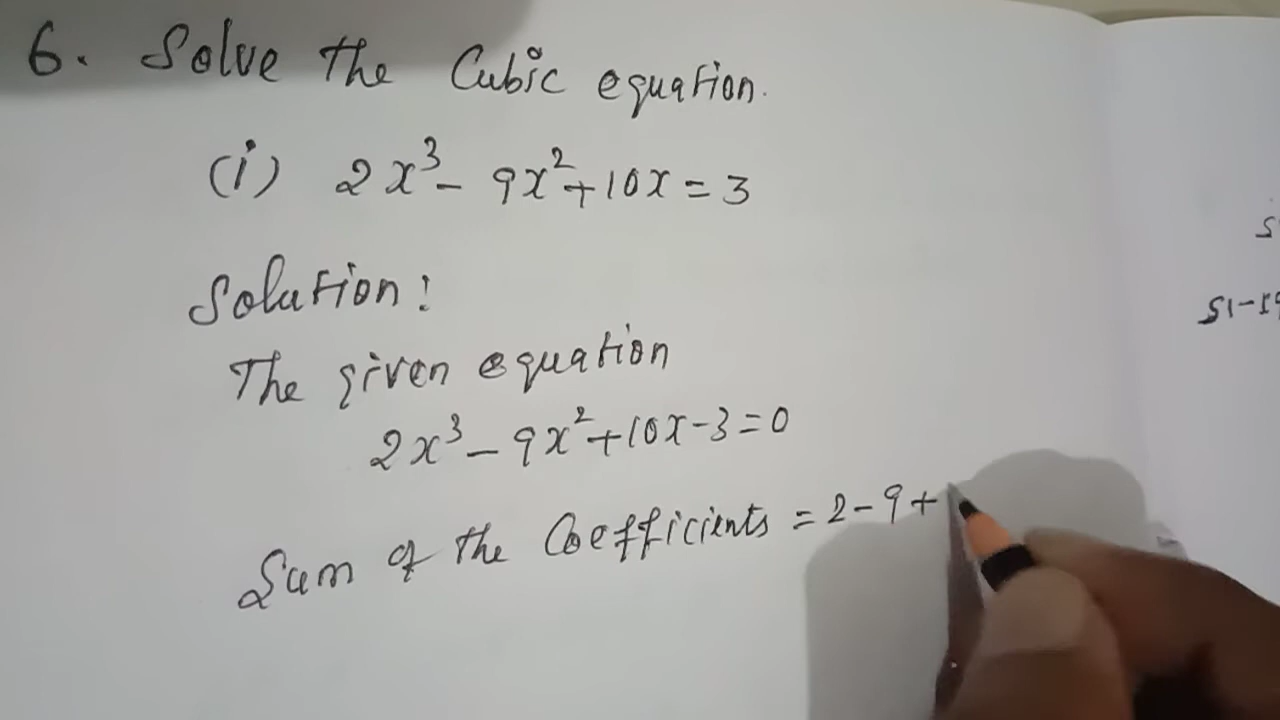 6. Solve the Cubic equation.
(i) 2x³ - 9x² + 10x = 3
Solution:
The given equation
2x³ - 9x² + 10x - 3 = 0
Sum of the Coefficients = 2 - 9 +